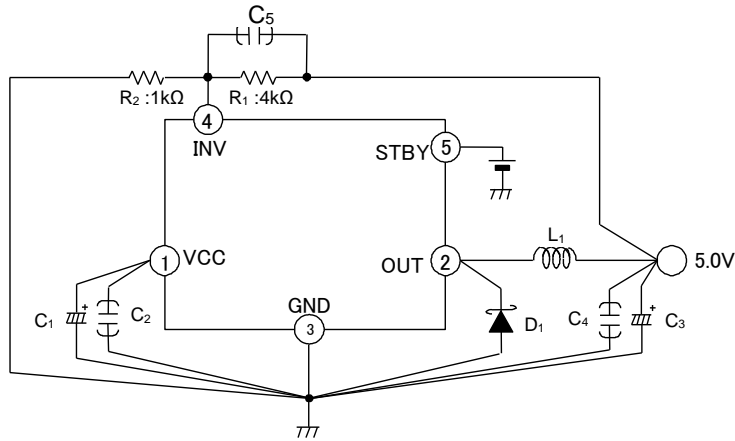 C5
R2 :1kΩ
R1 :4kΩ
4
INV
STBY
5
1
VCC
OUT
2
L1
5.0V
GND
3
C1
+
C2
D1
C4
+
C3